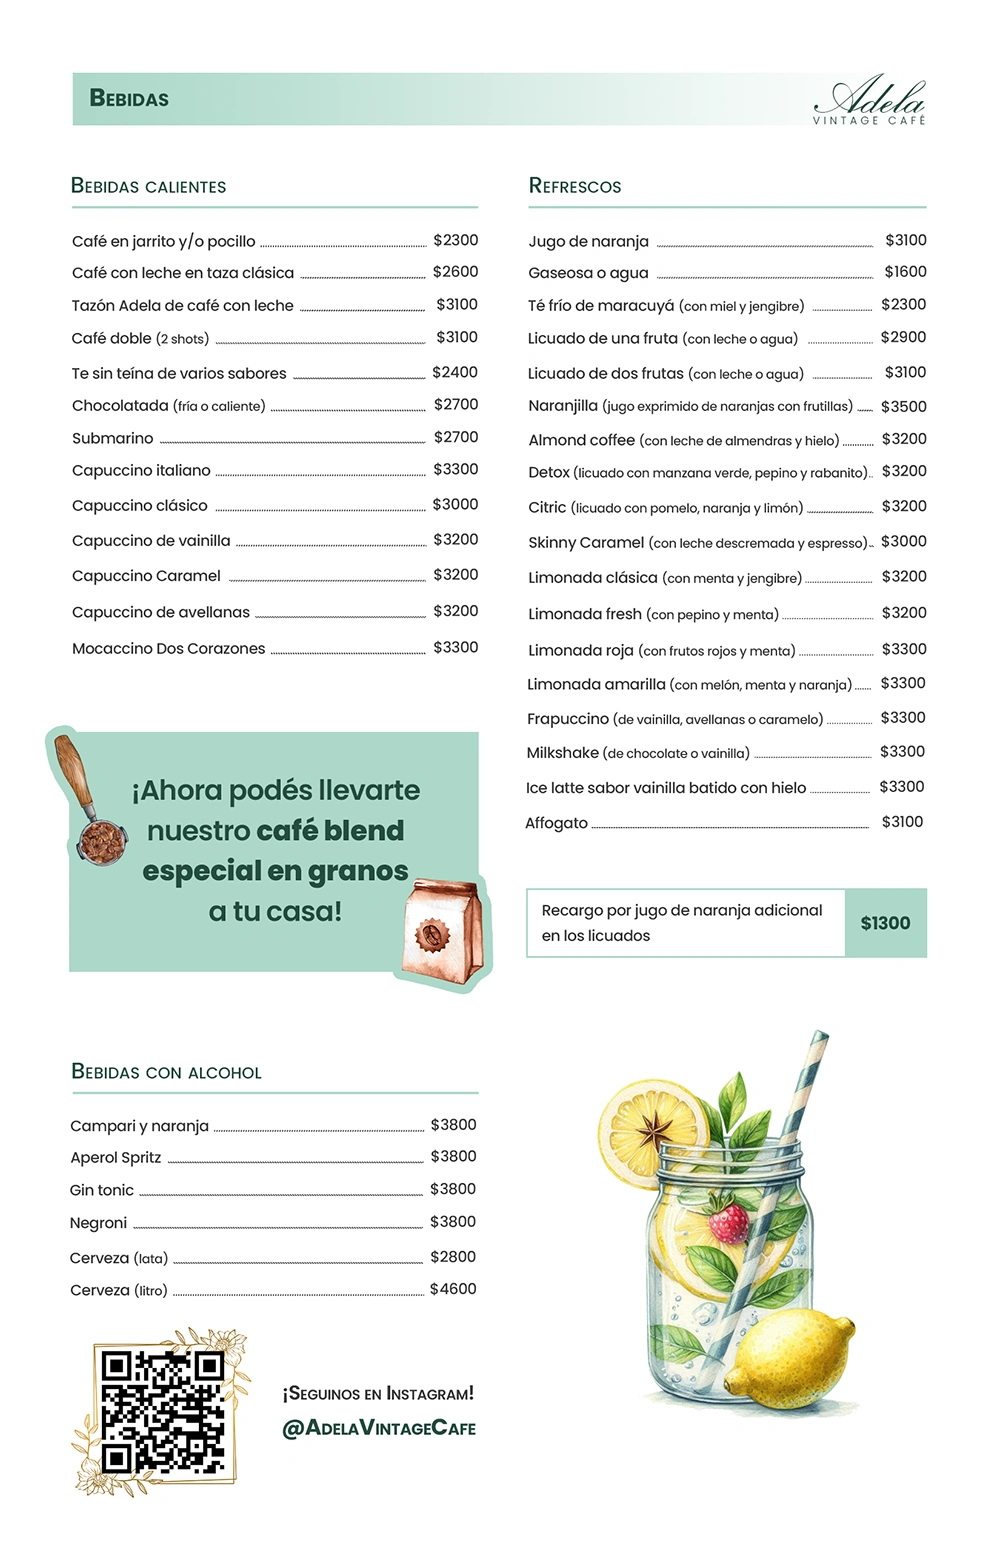 Bebidas
Adela
VINTAGE CAFÉ
Bebidas calientes
Café en jarrito y/o pocillo $2300
Café con leche en taza clásica $2600
Tazón Adela de café con leche $3100
Café doble (2 shots) $3100
Te sin teína de varios sabores $2400
Chocolatada (fría o caliente) $2700
Submarino $2700
Capuccino italiano $3300
Capuccino clásico $3000
Capuccino de vainilla $3200
Capuccino Caramel $3200
Capuccino de avellanas $3200
Mocaccino Dos Corazones $3300
¡Ahora podés llevarte
nuestro café blend
especial en granos
a tu casa!
Bebidas con alcohol
Campari y naranja $3800
Aperol Spritz $3800
Gin tonic $3800
Negroni $3800
Cerveza (lata) $2800
Cerveza (litro) $4600
¡Seguinos en Instagram!
@AdelaVintageCafe
Refrescos
Jugo de naranja $3100
Gaseosa o agua $1600
Té frío de maracuyá (con miel y jengibre) $2300
Licuado de una fruta (con leche o agua) $2900
Licuado de dos frutas (con leche o agua) $3100
Naranjilla (jugo exprimido de naranjas con frutillas) $3500
Almond coffee (con leche de almendras y hielo) $3200
Detox (licuado con manzana verde, pepino y rabanito) $3200
Citric (licuado con pomelo, naranja y limón) $3200
Skinny Caramel (con leche descremada y espresso) $3000
Limonada clásica (con menta y jengibre) $3200
Limonada fresh (con pepino y menta) $3200
Limonada roja (con frutos rojos y menta) $3300
Limonada amarilla (con melón, menta y naranja) $3300
Frapuccino (de vainilla, avellanas o caramelo) $3300
Milkshake (de chocolate o vainilla) $3300
Ice latte sabor vainilla batido con hielo $3300
Affogato $3100
Recargo por jugo de naranja adicional
en los licuados
$1300